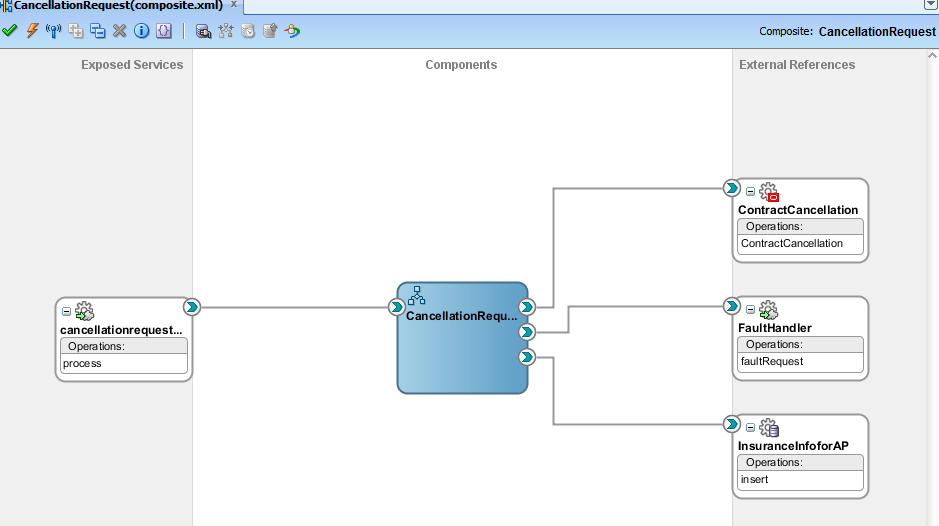 CancellationRequest(composite.xml) x
Composite: CancellationRequest
Exposed Services
Components
External References
cancellationrequest...
Operations:
process
CancellationRequ...
ContractCancellation
Operations:
ContractCancellation
FaultHandler
Operations:
faultRequest
InsuranceInfoforAP
Operations:
insert